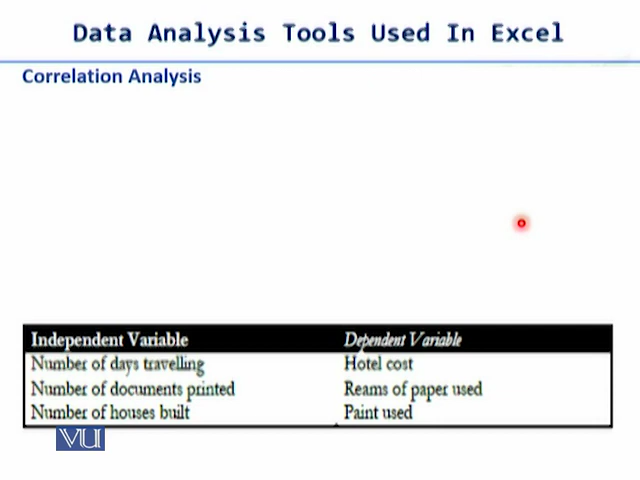 Data Analysis Tools Used In Excel
Correlation Analysis
Independent Variable Dependent Variable
Number of days travelling Hotel cost
Number of documents printed Reams of paper used
Number of houses built Paint used
VU